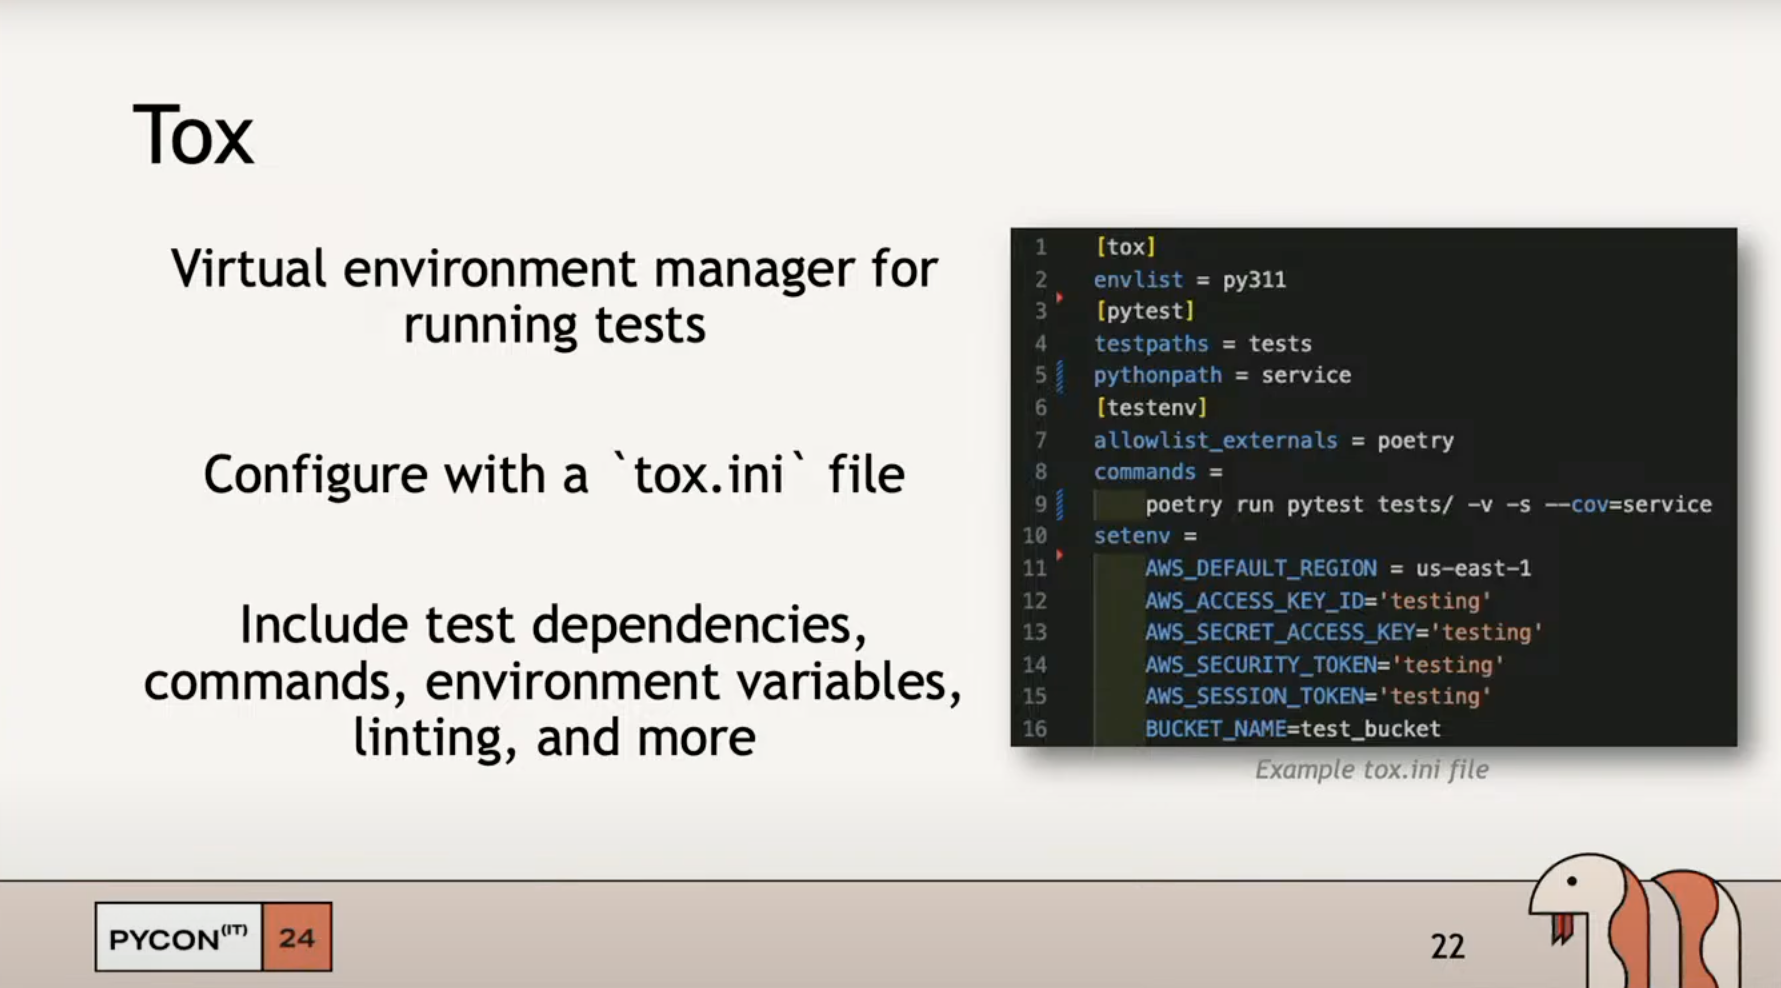 Tox
Virtual environment manager for
running tests
Configure with a `tox.ini` file
Include test dependencies,
commands, environment variables,
linting, and more
1 [tox]
2 envlist = py311
3 [pytest]
4 testpaths = tests
5 pythonpath = service
6 [testenv]
7 allowlist_externals = poetry
8 commands =
9 poetry run pytest tests/ -v -s --cov=service
10 setenv =
11 AWS_DEFAULT_REGION = us-east-1
12 AWS_ACCESS_KEY_ID='testing'
13 AWS_SECRET_ACCESS_KEY='testing'
14 AWS_SECURITY_TOKEN='testing'
15 AWS_SESSION_TOKEN='testing'
16 BUCKET_NAME=test_bucket
Example tox.ini file
PYCON(IT) 24
22